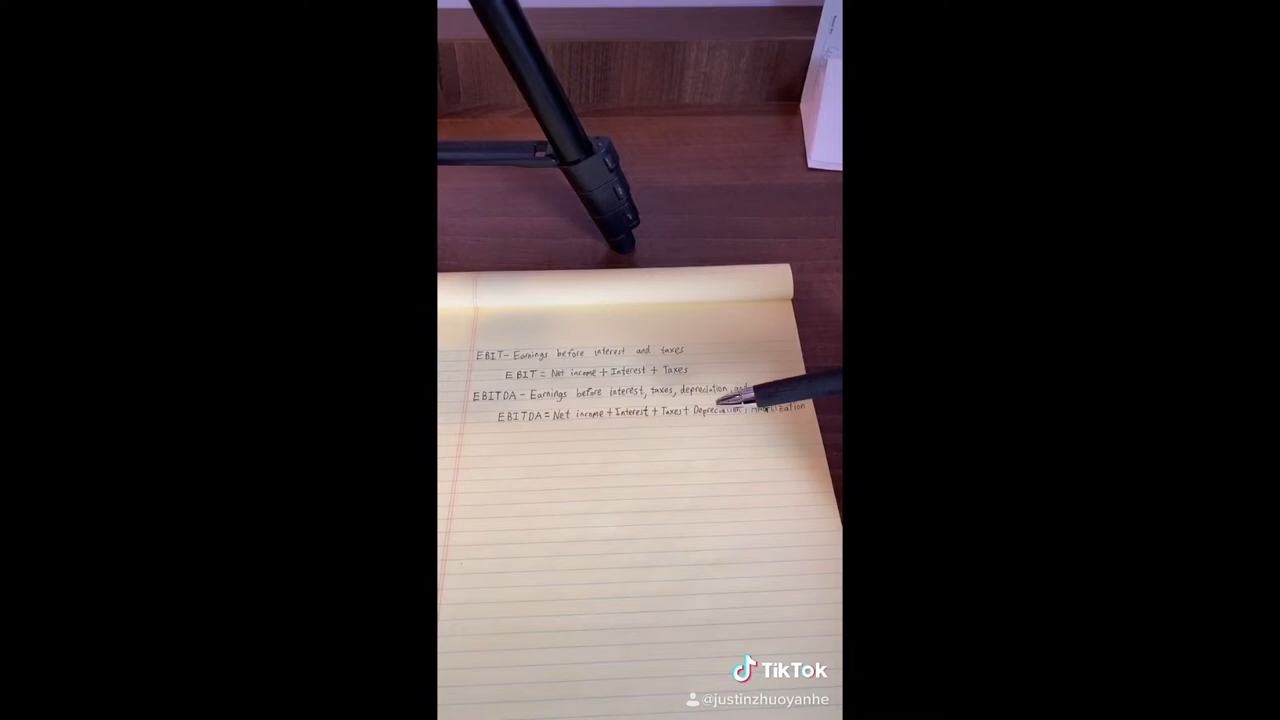 EBIT- Earnings before interest and taxes
EBIT = Net income + Interest + Taxes
EBITDA - Earnings before interest, taxes, depreciation, and
EBITDA = Net income + Interest + Taxes + Depreciation
TikTok
@justinzhuoyanhe